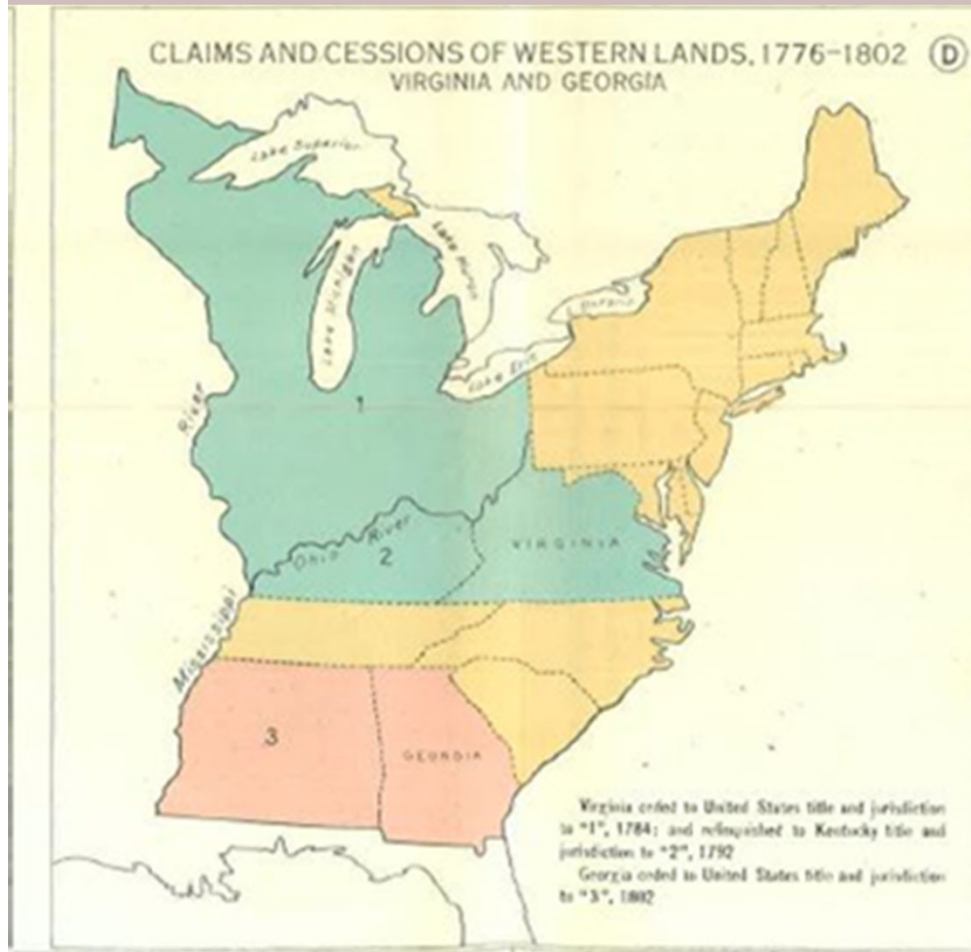 CLAIMS AND CESSIONS OF WESTERN LANDS, 1776-1802 D
VIRGINIA AND GEORGIA
Lake Superior
Lake Michigan
Lake Huron
Ontario
Lake Erie
1
River
Ohio River
2
VIRGINIA
Mississippi
3
GEORGIA
Virginia ceded to United States title and jurisdiction
to "1", 1784; and relinquished to Kentucky title and
jurisdiction to "2", 1792
Georgia ceded to United States title and jurisdiction
to "3", 1802